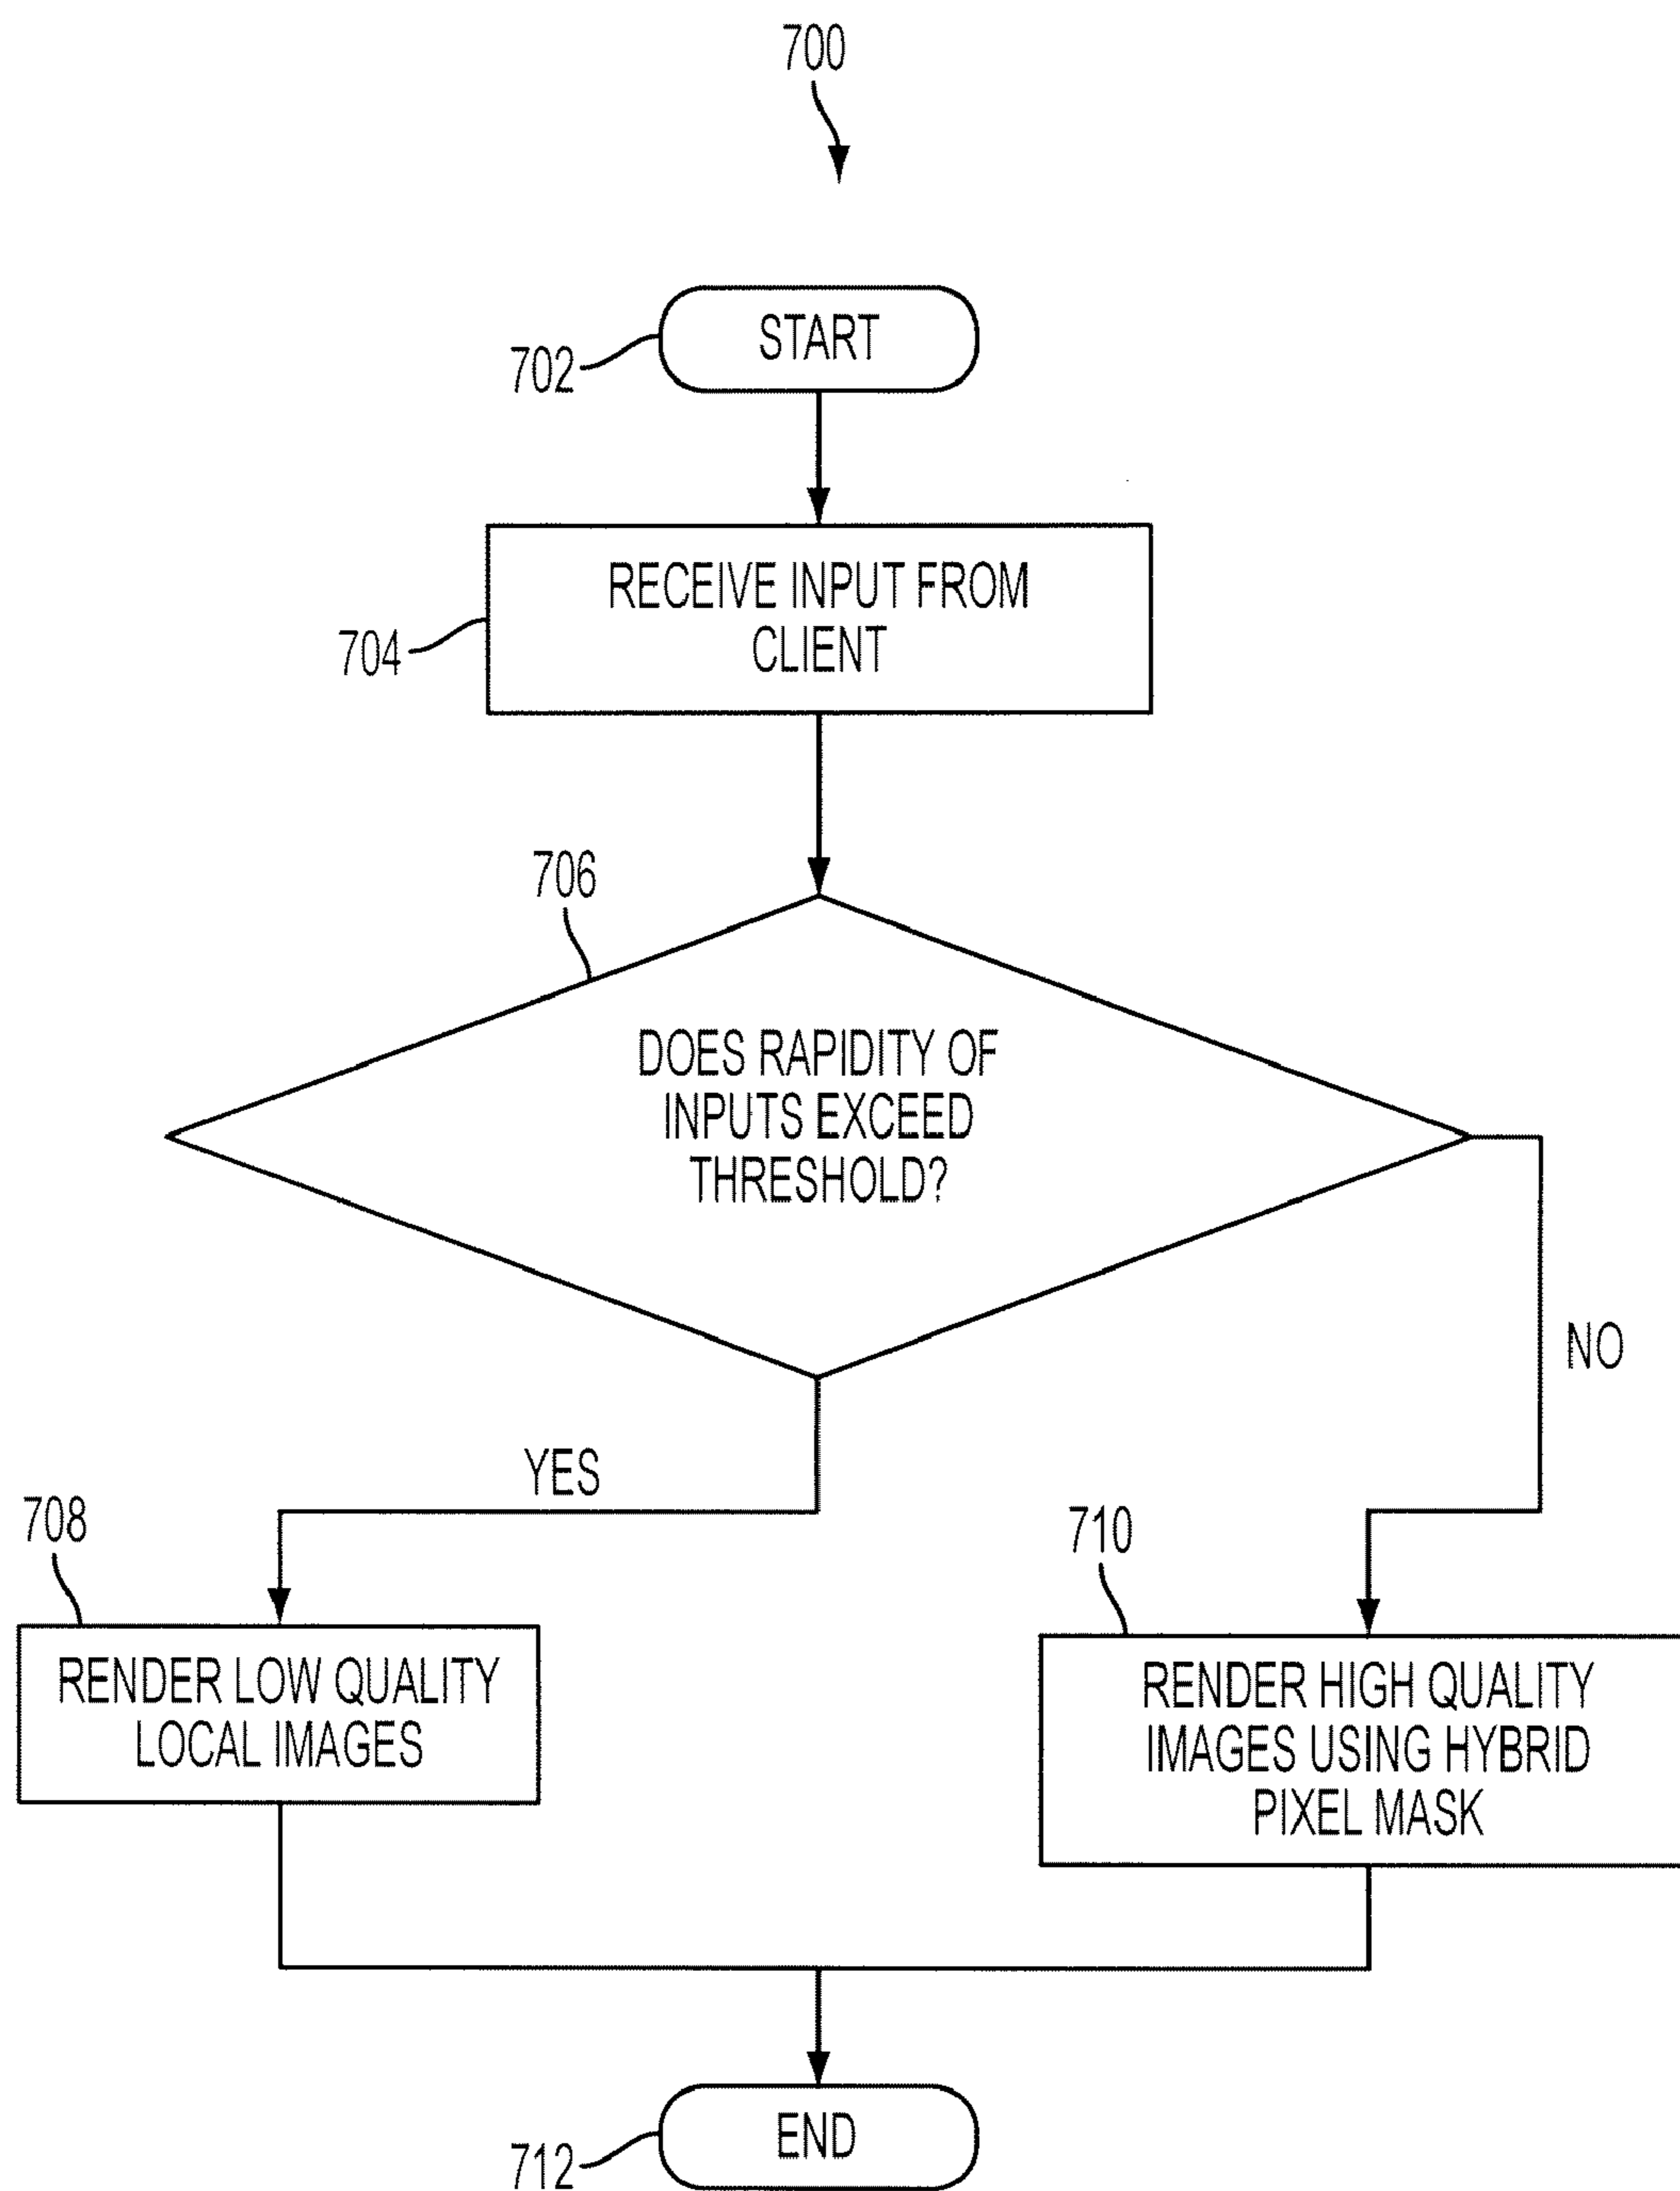 700
START
702
RECEIVE INPUT FROM
CLIENT
704
706
DOES RAPIDITY OF
INPUTS EXCEED
THRESHOLD?
NO
YES
708
710
RENDER LOW QUALITY
LOCAL IMAGES
RENDER HIGH QUALITY
IMAGES USING HYBRID
PIXEL MASK
END
712